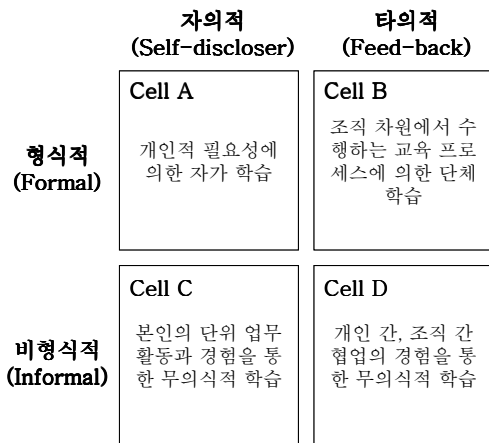 자의적
(Self-discloser)
타의적
(Feed-back)
형식적
(Formal)
Cell A
개인적 필요성에
의한 자가 학습
Cell B
조직 차원에서 수
행하는 교육 프로
세스에 의한 단체
학습
비형식적
(Informal)
Cell C
본인의 단위 업무
활동과 경험을 통
한 무의식적 학습
Cell D
개인 간, 조직 간
협업의 경험을 통
한 무의식적 학습